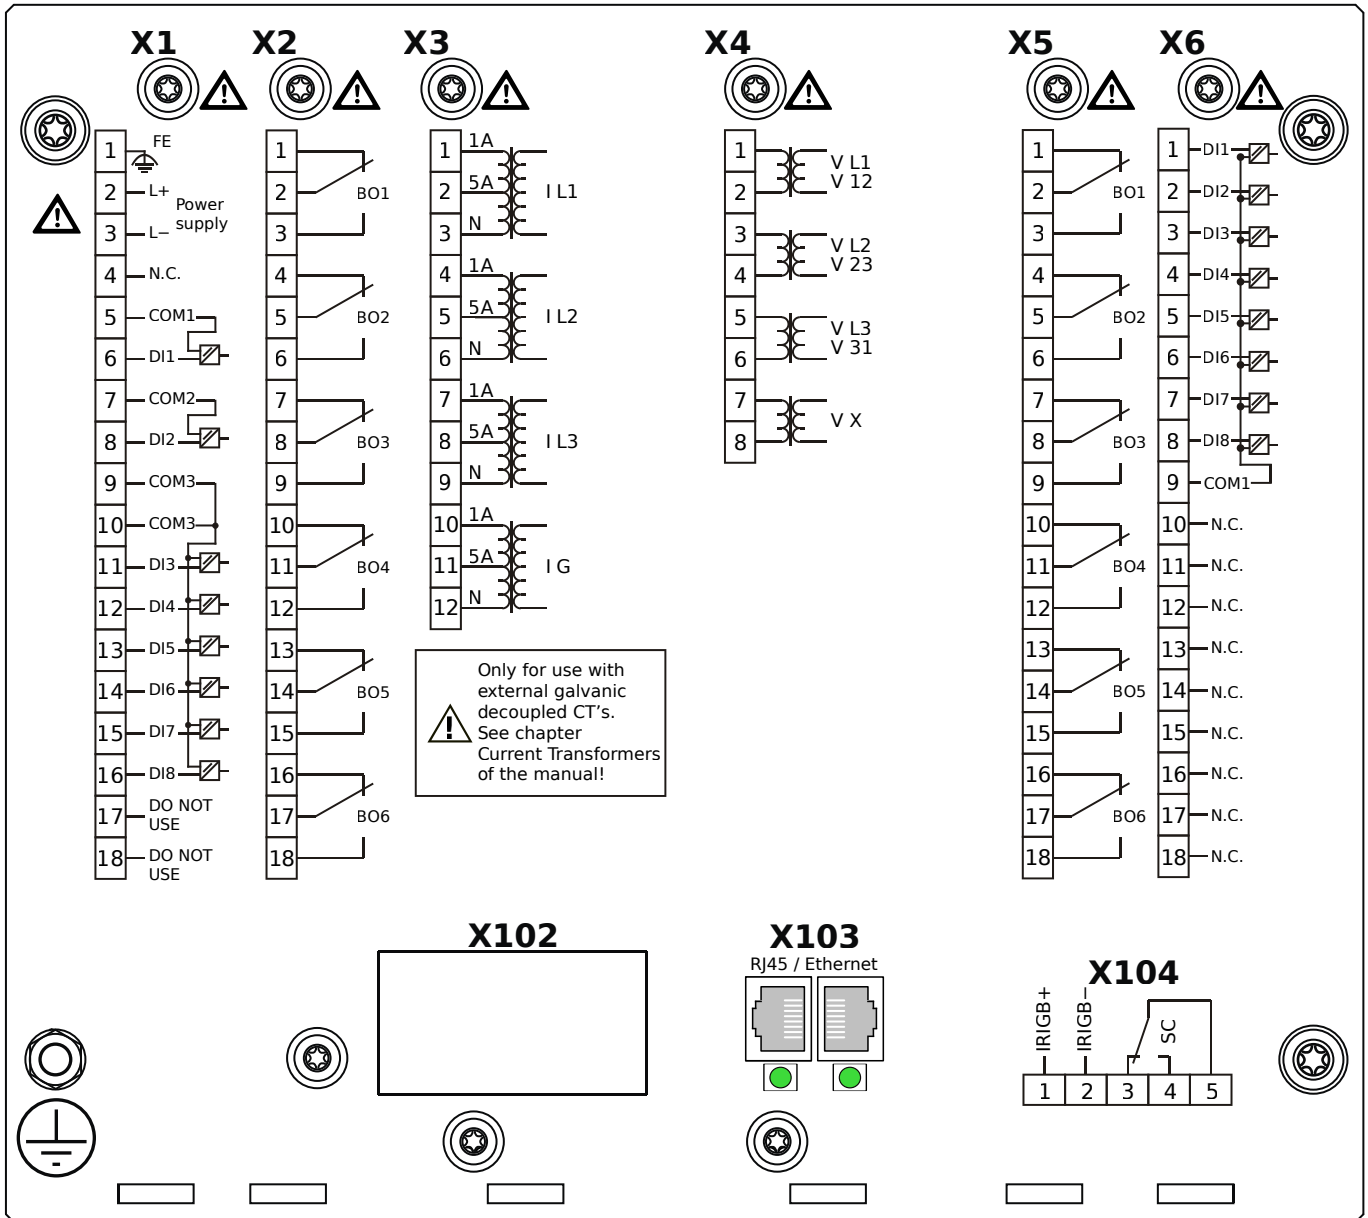 X1 X2 X3 X4 X5 X6
1 FE
2 L+
Power
supply
3 L−
4 N.C.
5 COM1
6 DI1
7 COM2
8 DI2
9 COM3
10 COM3
11 DI3
12 DI4
13 DI5
14 DI6
15 DI7
16 DI8
17 DO NOT
USE
18 DO NOT
USE
1
2 BO1
3
4
5 BO2
6
7
8 BO3
9
10
11 BO4
12
13
14 BO5
15
16
17 BO6
18
1 1A
2 5A I L1
3 N
4 1A
5 5A I L2
6 N
7 1A
8 5A I L3
9 N
10 1A
11 5A I G
12 N
Only for use with
external galvanic
decoupled CT's.
See chapter
Current Transformers
of the manual!
1 V L1
2 V 12
3 V L2
4 V 23
5 V L3
6 V 31
7 V X
8
1
2 BO1
3
4
5 BO2
6
7
8 BO3
9
10
11 BO4
12
13
14 BO5
15
16
17 BO6
18
1 DI1
2 DI2
3 DI3
4 DI4
5 DI5
6 DI6
7 DI7
8 DI8
9 COM1
10 N.C.
11 N.C.
12 N.C.
13 N.C.
14 N.C.
15 N.C.
16 N.C.
17 N.C.
18 N.C.
X102
X103
RJ45 / Ethernet
X104
IRIGB+ IRIGB− SC
1 2 3 4 5